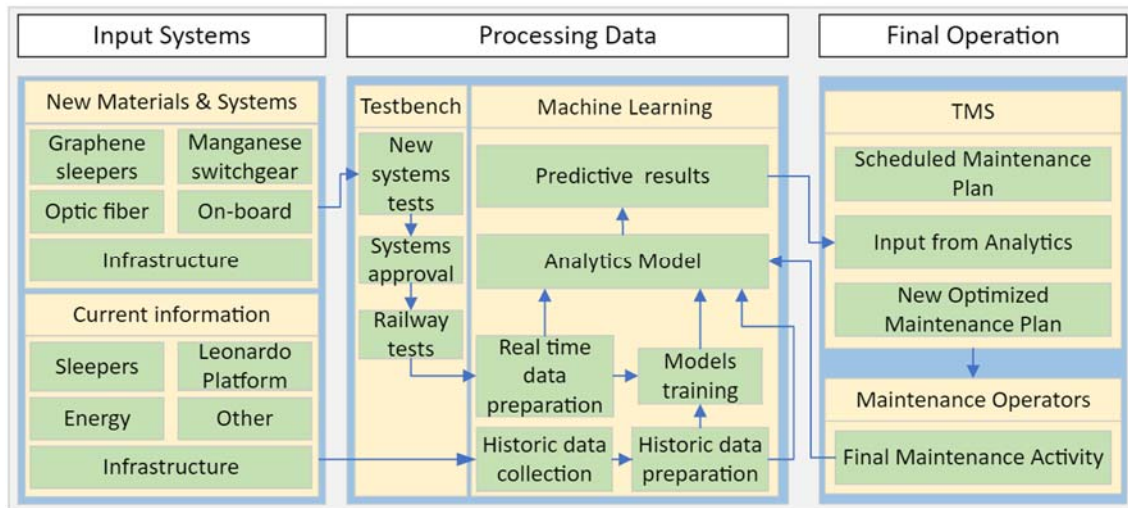 Input Systems
Processing Data
Final Operation
New Materials & Systems
Graphene
sleepers
Manganese
switchgear
Optic fiber
On-board
Infrastructure
Current information
Sleepers
Leonardo
Platform
Energy
Other
Infrastructure
Testbench
New
systems
tests
Systems
approval
Railway
tests
Machine Learning
Predictive results
Analytics Model
Real time
data
preparation
Models
training
Historic data
collection
Historic data
preparation
TMS
Scheduled Maintenance
Plan
Input from Analytics
New Optimized
Maintenance Plan
Maintenance Operators
Final Maintenance Activity